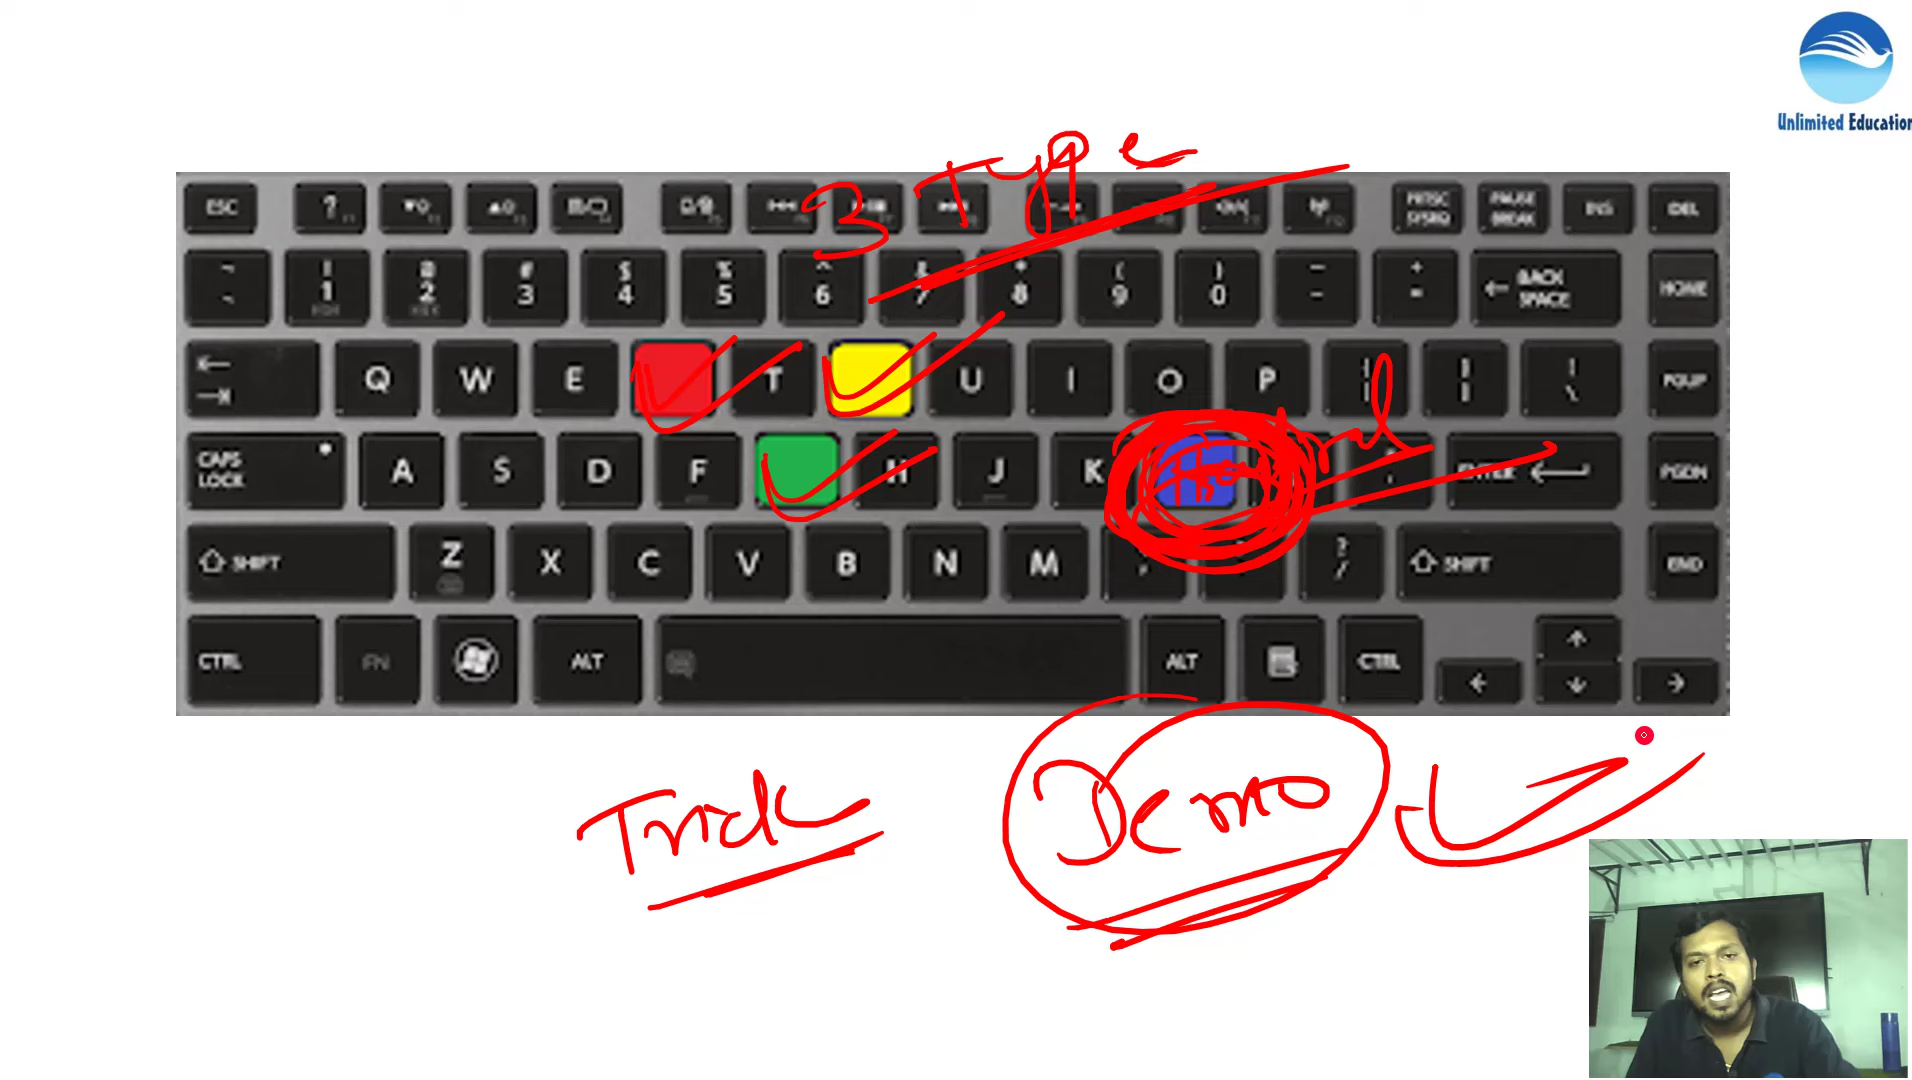 Unlimited Education
3 Type
ESC ? PRTSC SYSRQ PAUSE BREAK INS DEL
~ ! 1 @ 2 # 3 $ 4 % 5 ^ 6 & 7 * 8 ( 9 ) 0 - + = ← BACK SPACE HOME
Q W E T U I O P \ PGUP
CAPS LOCK A S D F H J K ENTER PGDN
SHIFT Z X C V B N M , ? / SHIFT END
CTRL FN ALT ALT CTRL ← ↑ ↓ →
Trick Demo